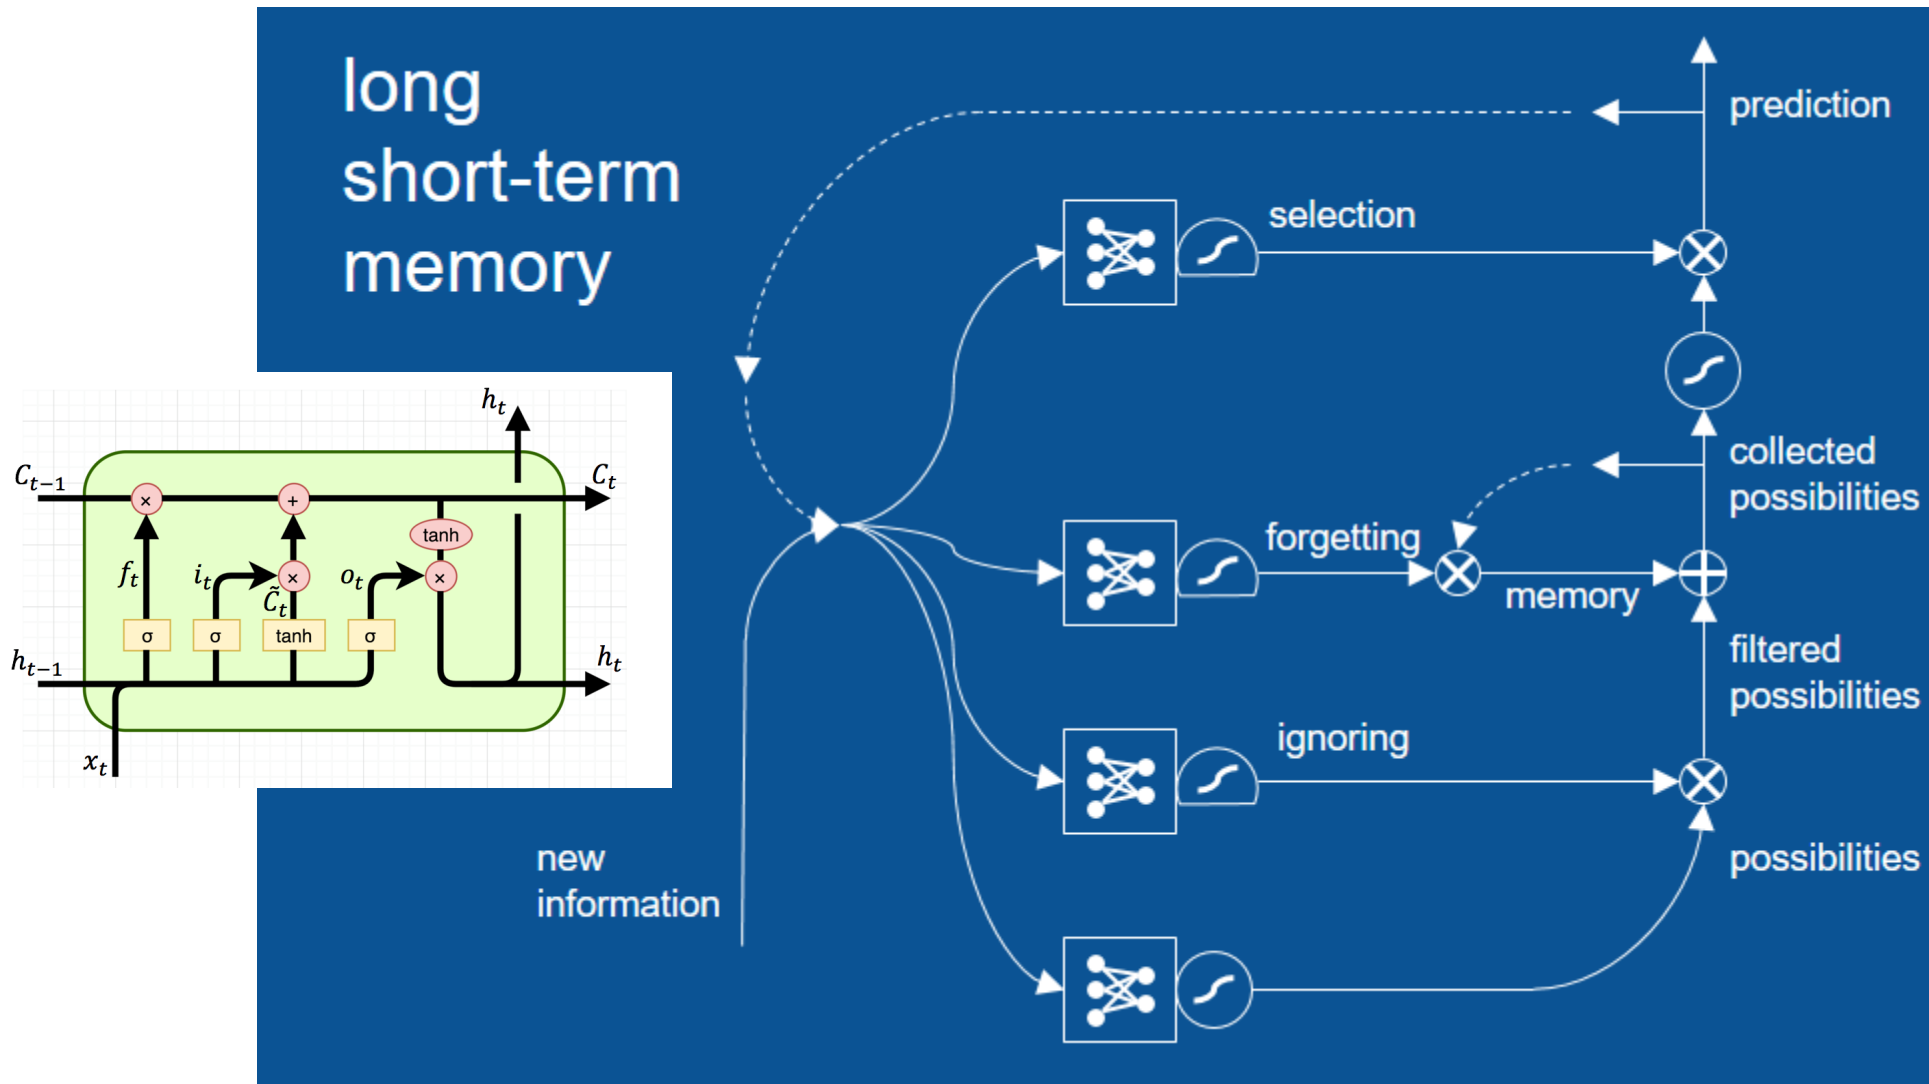 long
short-term
memory
prediction
selection
collected
possibilities
forgetting
memory
filtered
possibilities
ignoring
possibilities
new
information
h_t
C_{t-1}
C_t
× +
tanh
f_t i_t × o_t ×
C̃_t
σ σ tanh σ
h_{t-1} h_t
x_t